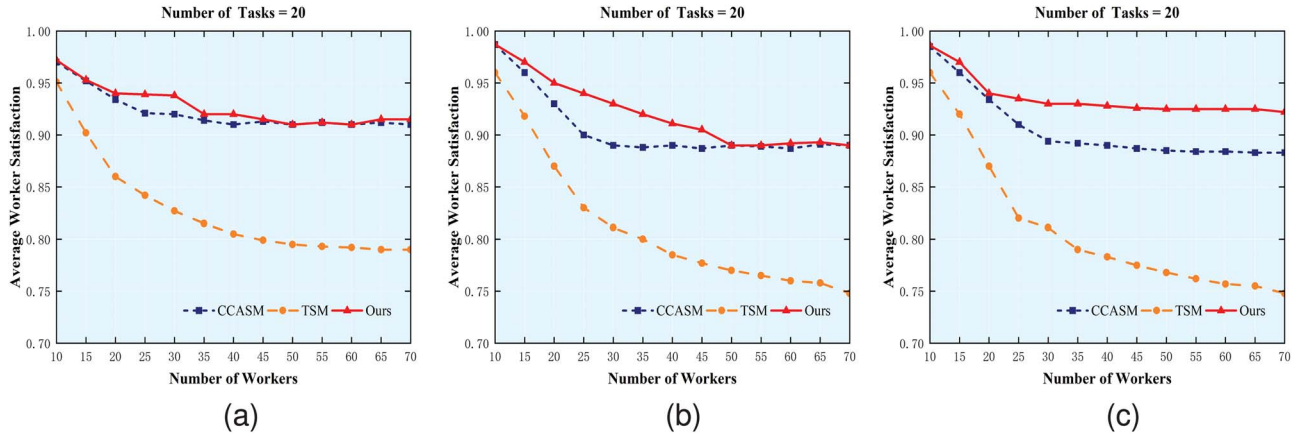 Number of Tasks = 20
Average Worker Satisfaction
1.00
0.95
0.90
0.85
0.80
0.75
0.70
CCASM TSM Ours
10 15 20 25 30 35 40 45 50 55 60 65 70
Number of Workers
(a)
Number of Tasks = 20
Average Worker Satisfaction
1.00
0.95
0.90
0.85
0.80
0.75
0.70
CCASM TSM Ours
10 15 20 25 30 35 40 45 50 55 60 65 70
Number of Workers
(b)
Number of Tasks = 20
Average Worker Satisfaction
1.00
0.95
0.90
0.85
0.80
0.75
0.70
CCASM TSM Ours
10 15 20 25 30 35 40 45 50 55 60 65 70
Number of Workers
(c)